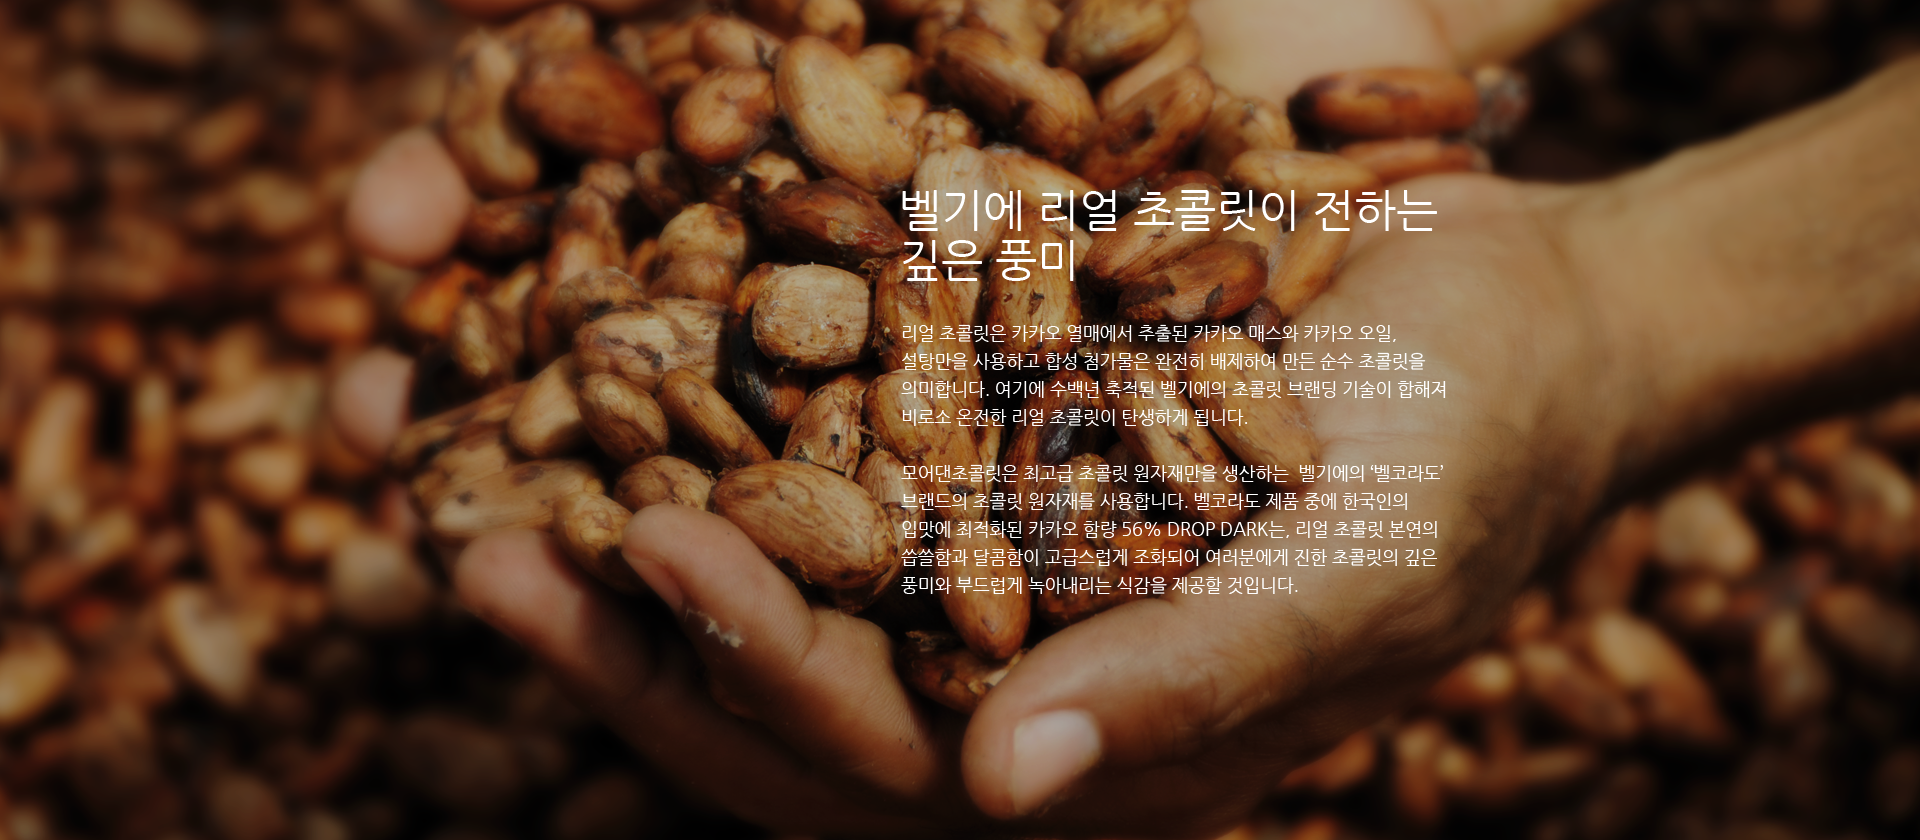 벨기에 리얼 초콜릿이 전하는
깊은 풍미
리얼 초콜릿은 카카오 열매에서 추출된 카카오 매스와 카카오 오일,
설탕만을 사용하고 합성 첨가물은 완전히 배제하여 만든 순수 초콜릿을
의미합니다. 여기에 수백년 축적된 벨기에의 초콜릿 브랜딩 기술이 합해져
비로소 온전한 리얼 초콜릿이 탄생하게 됩니다.
모어댄초콜릿은 최고급 초콜릿 원자재만을 생산하는 벨기에의 ‘벨코라도’
브랜드의 초콜릿 원자재를 사용합니다. 벨코라도 제품 중에 한국인의
입맛에 최적화된 카카오 함량 56% DROP DARK는, 리얼 초콜릿 본연의
씁쓸함과 달콤함이 고급스럽게 조화되어 여러분에게 진한 초콜릿의 깊은
풍미와 부드럽게 녹아내리는 식감을 제공할 것입니다.